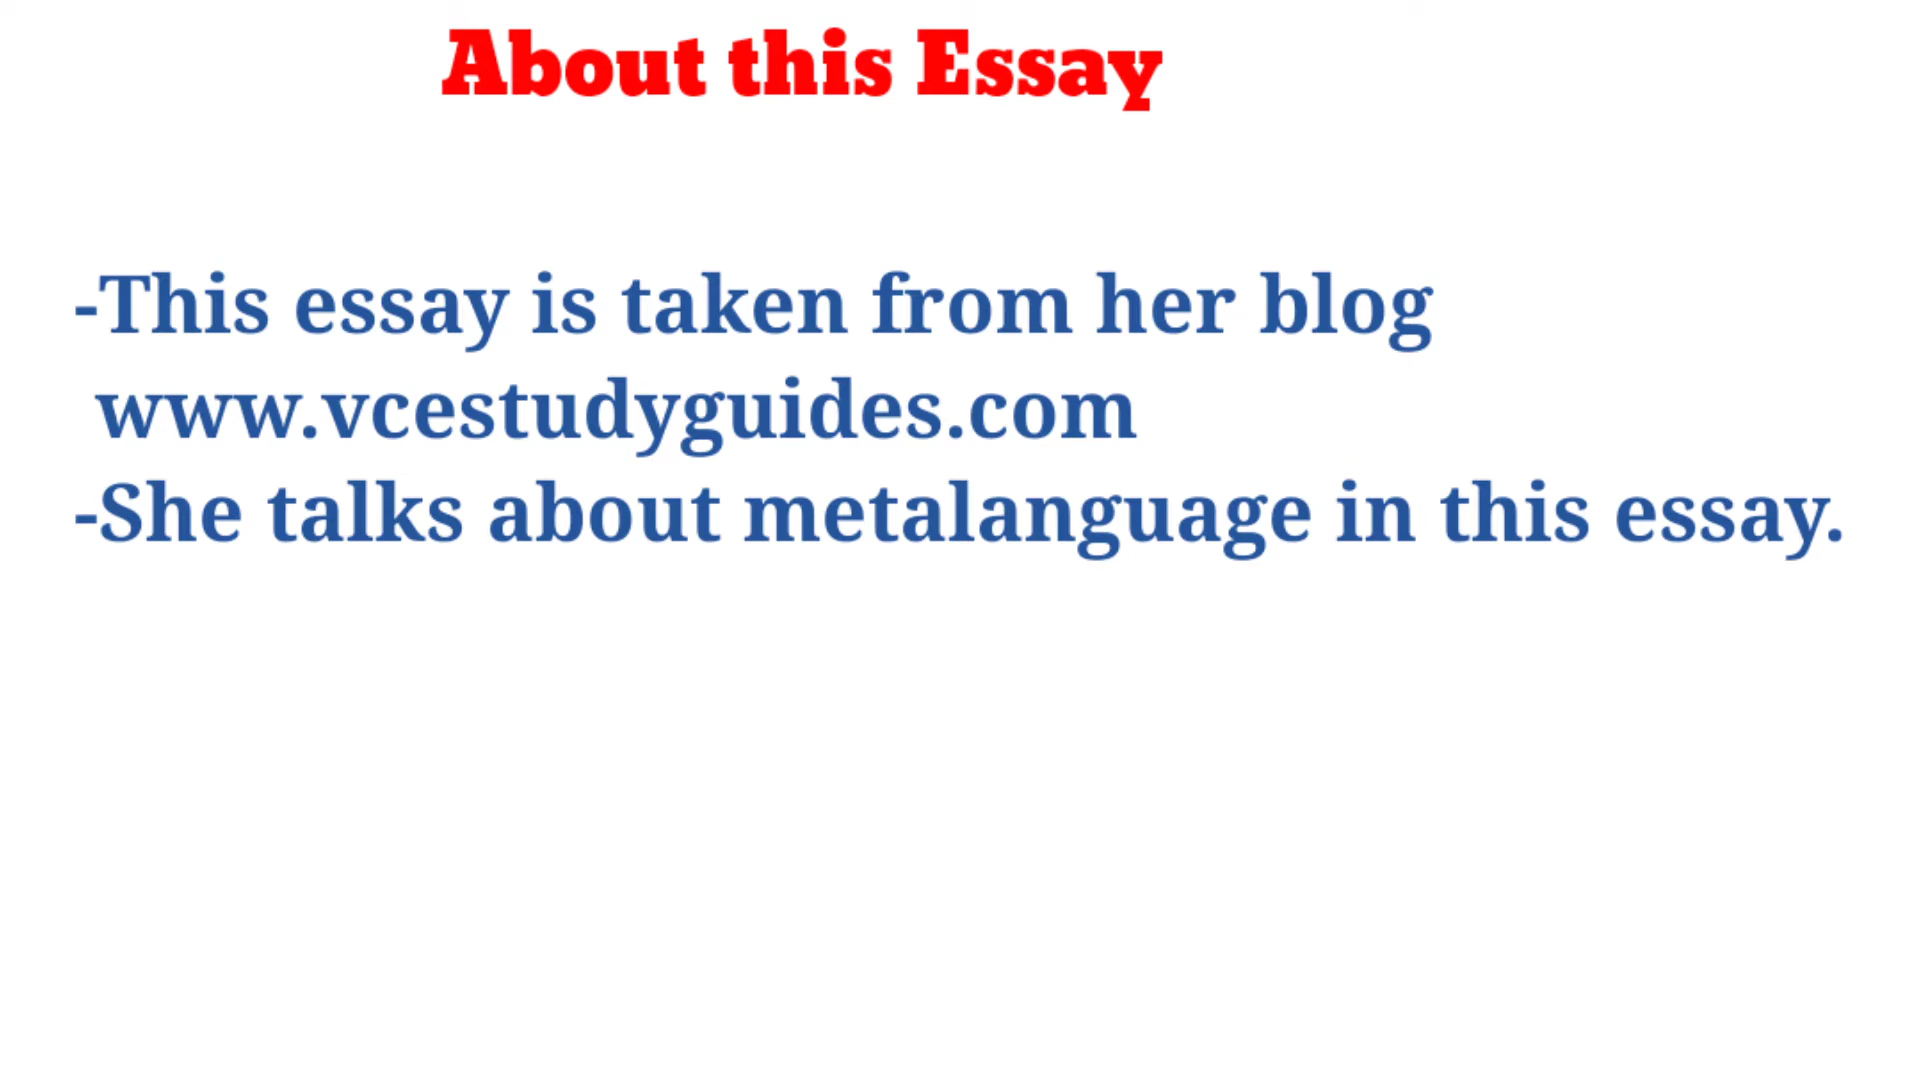 About this Essay
-This essay is taken from her blog
www.vcestudyguides.com
-She talks about metalanguage in this essay.